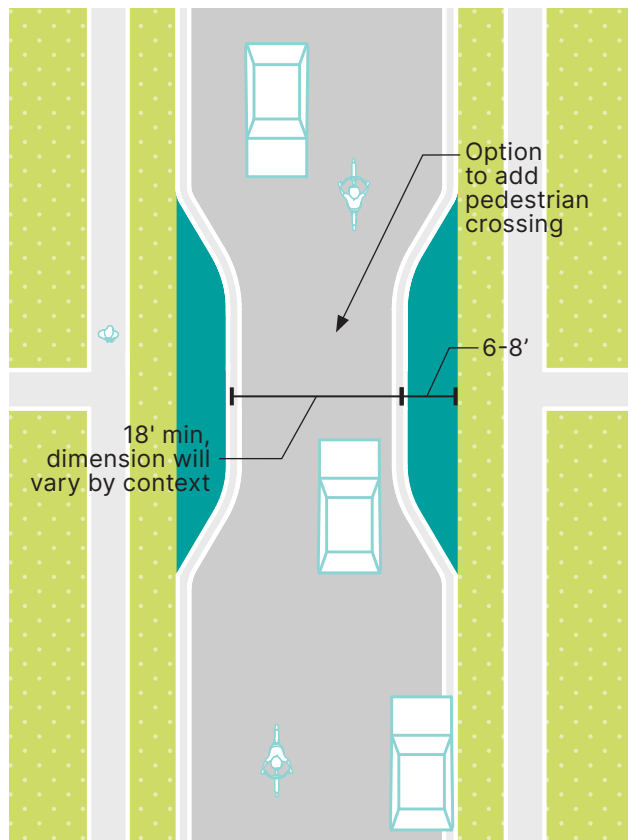 Option
to add
pedestrian
crossing
6-8’
18' min,
dimension will
vary by context